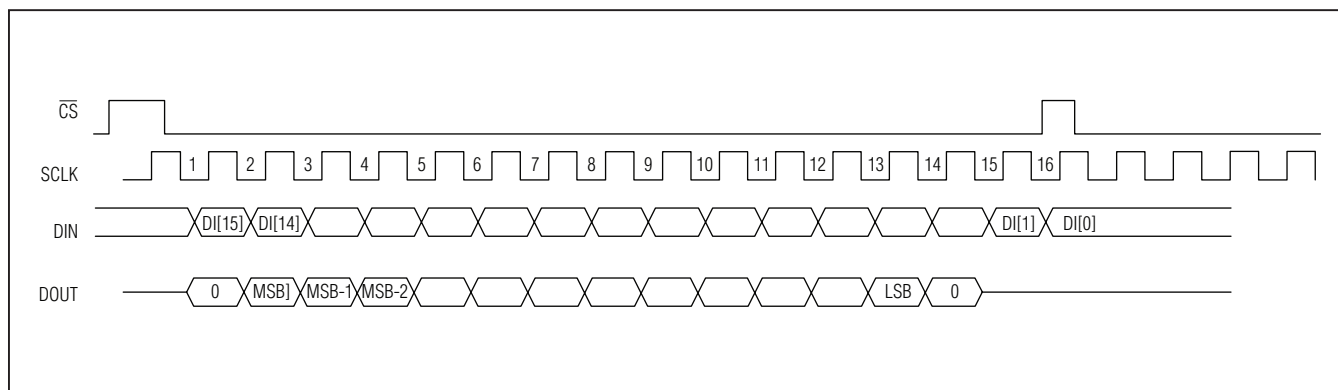 C̅S̅
SCLK 1 2 3 4 5 6 7 8 9 10 11 12 13 14 15 16
DIN DI[15] DI[14] DI[1] DI[0]
DOUT 0 MSB] MSB-1 MSB-2 LSB 0